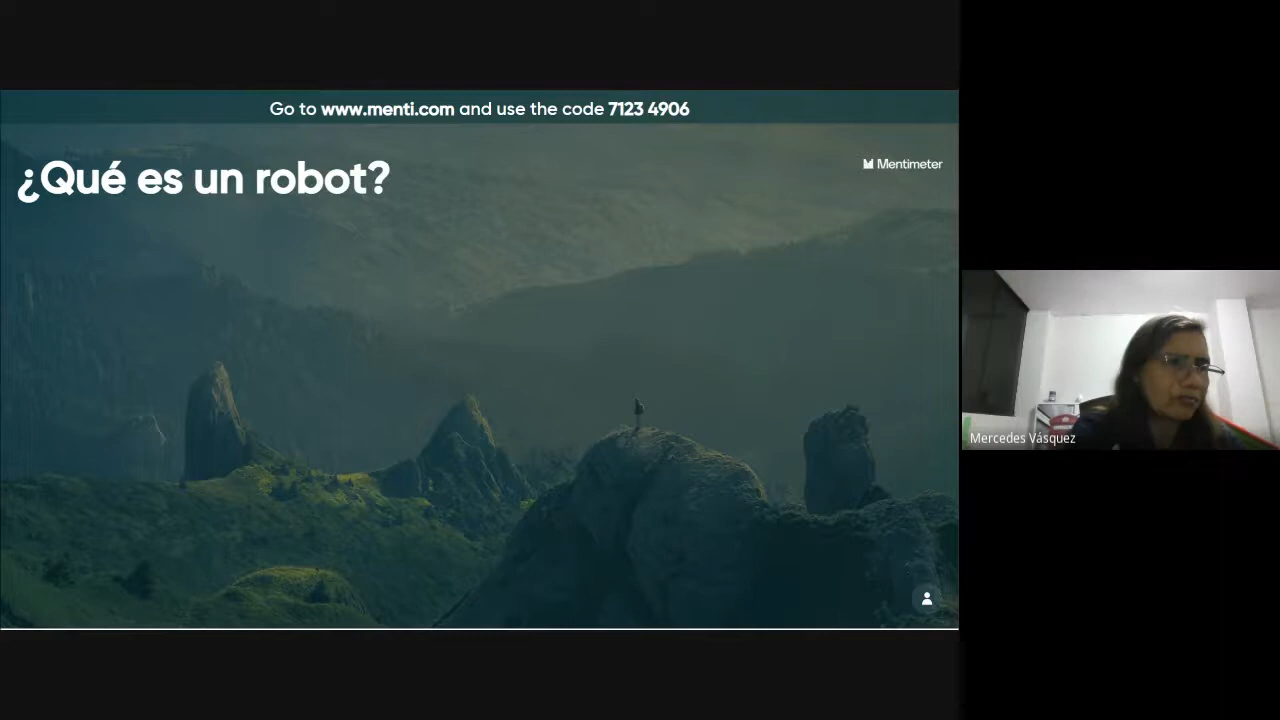 Go to www.menti.com and use the code 7123 4906
¿Qué es un robot?
Mentimeter
Mercedes Vásquez